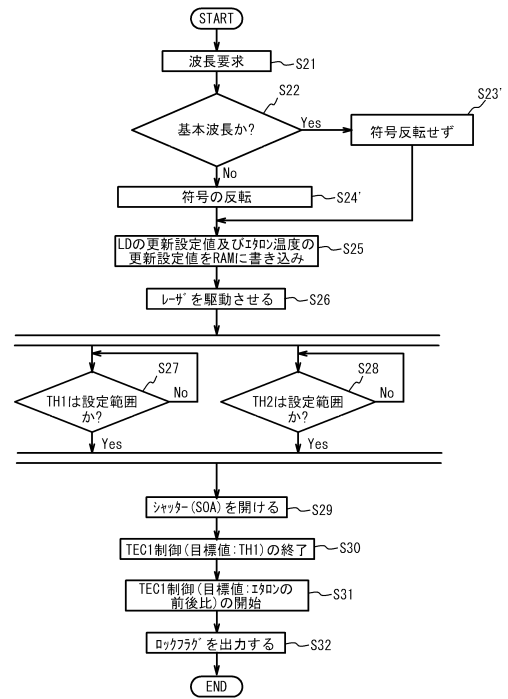 START
波長要求
S21
基本波長か?
S22
Yes
符号反転せず
S23'
No
符号の反転
S24'
LDの更新設定値及びｴﾀﾛﾝ温度の
更新設定値をRAMに書き込み
S25
ﾚｰｻﾞを駆動させる
S26
TH1は設定範囲
か?
S27
No
Yes
TH2は設定範囲
か?
S28
No
Yes
ｼｬｯﾀｰ(SOA)を開ける
S29
TEC1制御(目標値:TH1)の終了
S30
TEC1制御(目標値:ｴﾀﾛﾝの
前後比)の開始
S31
ﾛｯｸﾌﾗｸﾞを出力する
S32
END